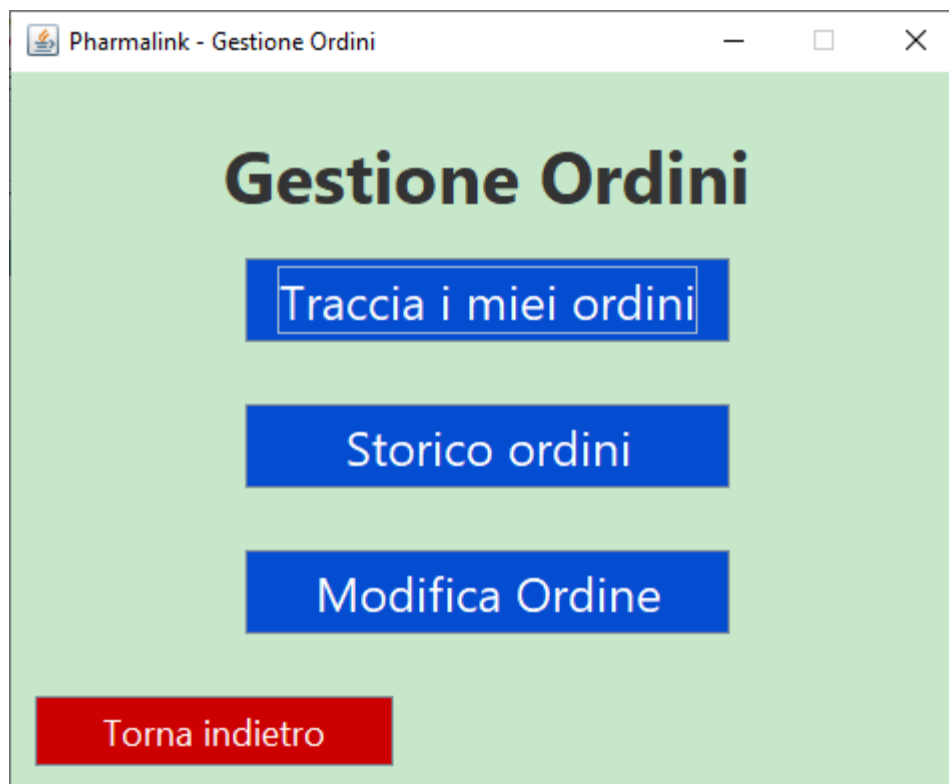 Pharmalink - Gestione Ordini
Gestione Ordini
Traccia i miei ordini
Storico ordini
Modifica Ordine
Torna indietro